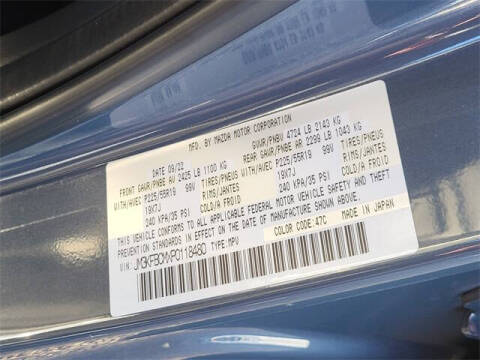 MFD. BY MAZDA MOTOR CORPORATION
DATE 09/22 GVWR/PNBV 4724 LB 2143 KG
FRONT GAWR/PNBE AV 2425 LB 1100 KG REAR GAWR/PNBE AR 2299 LB 1043 KG
WITH/AVEC P225/55R19 99V TIRES/PNEUS WITH/AVEC P225/55R19 99V TIRES/PNEUS
19X7J RIMS/JANTES 19X7J RIMS/JANTES
240 KPA/35 PSI COLD/A FROID 240 KPA/35 PSI COLD/A FROID
THIS VEHICLE CONFORMS TO ALL APPLICABLE FEDERAL MOTOR VEHICLE SAFETY AND THEFT
PREVENTION STANDARDS IN EFFECT ON THE DATE OF MANUFACTURE SHOWN ABOVE.
V.I.N.: JM3KFBCMXP0118480 TYPE: MPV COLOR CODE: 47C MADE IN JAPAN